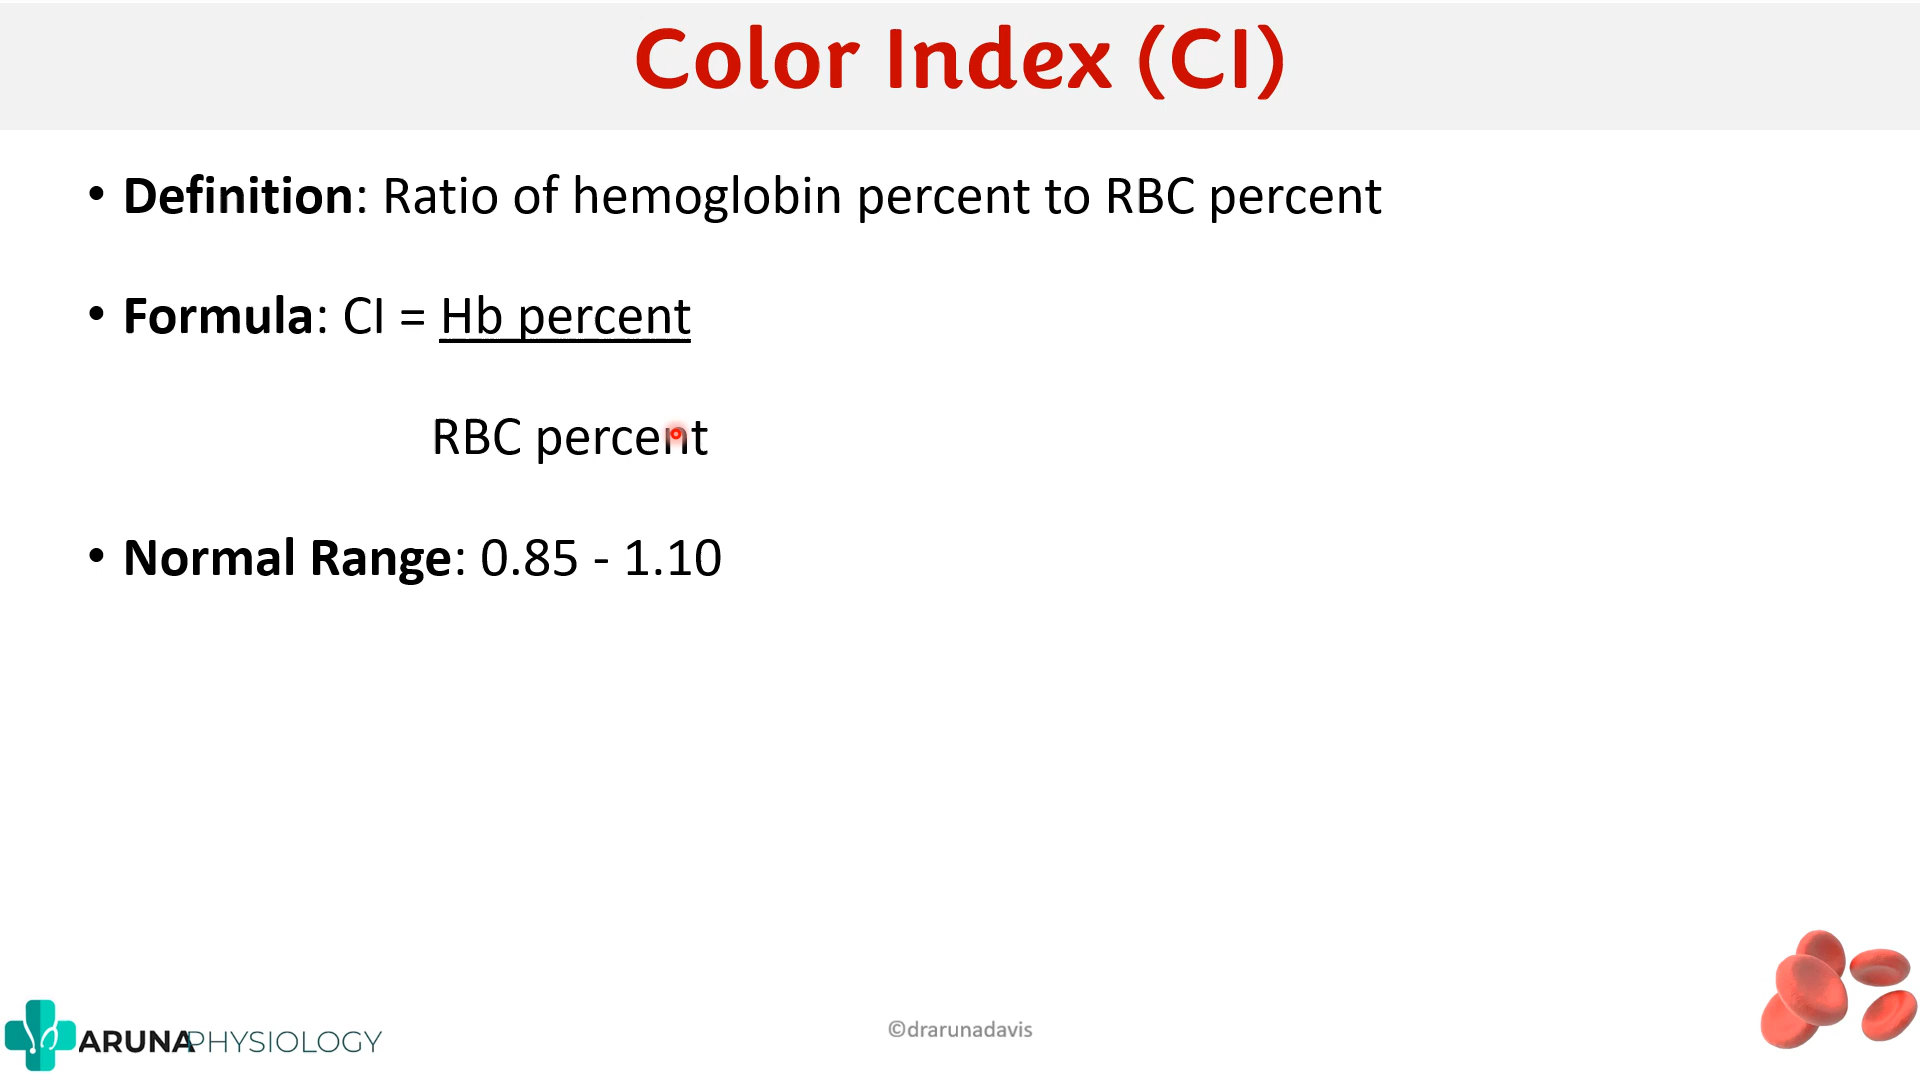 Color Index (CI)
• Definition: Ratio of hemoglobin percent to RBC percent
• Formula: CI = Hb percent
RBC percent
• Normal Range: 0.85 - 1.10
ARUNAPHYSIOLOGY
©drarunadavis